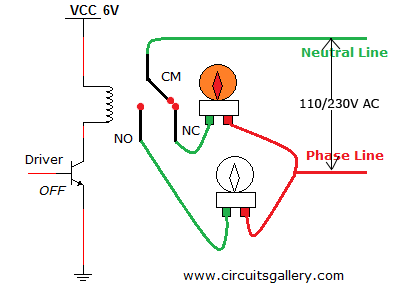 VCC 6V
Neutral Line
CM
110/230V AC
NO
NC
Driver
OFF
Phase Line
www.circuitsgallery.com